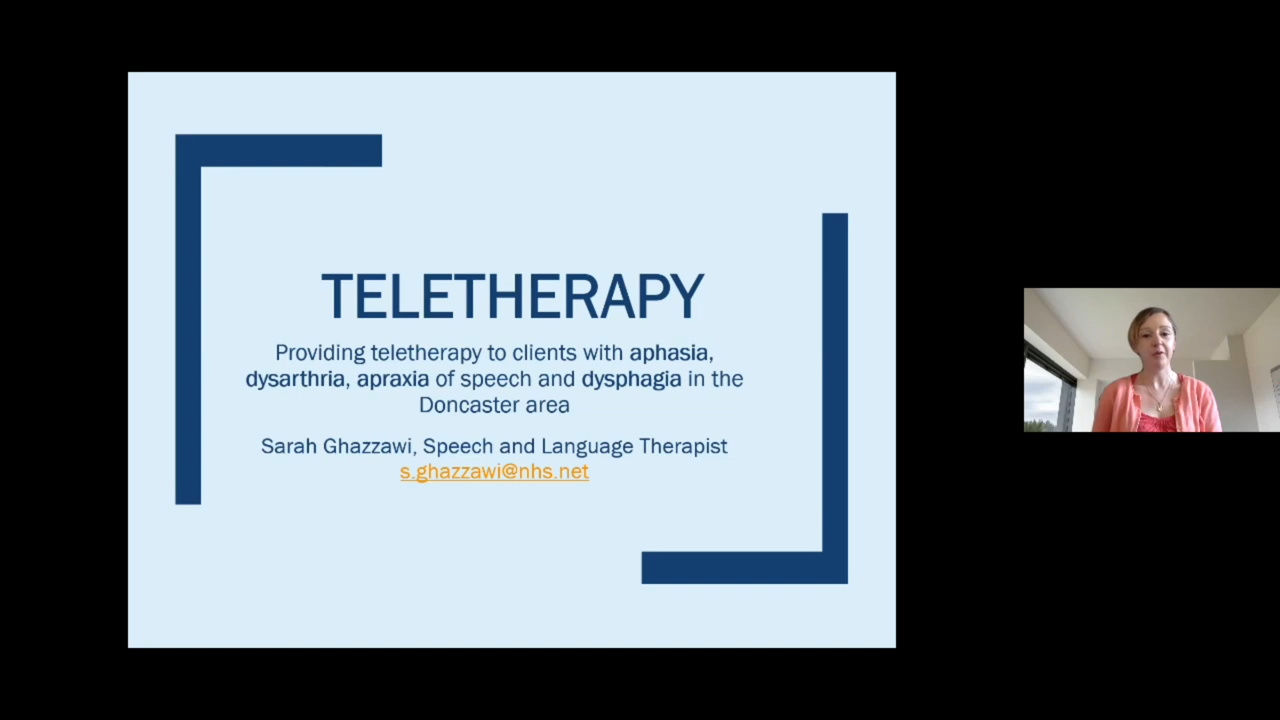 TELETHERAPY
Providing teletherapy to clients with aphasia,
dysarthria, apraxia of speech and dysphagia in the
Doncaster area
Sarah Ghazzawi, Speech and Language Therapist
s.ghazzawi@nhs.net